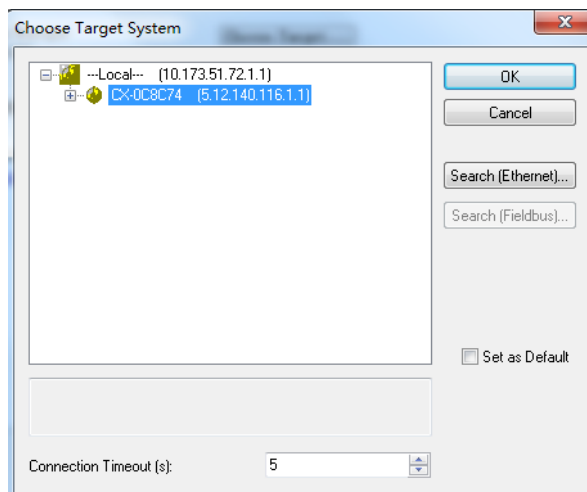 Choose Target System
---Local--- (10.173.51.72.1.1)
CX-0C8C74 (5.12.140.116.1.1)
OK
Cancel
Search (Ethernet)...
Search (Fieldbus)...
Set as Default
Connection Timeout (s):
5